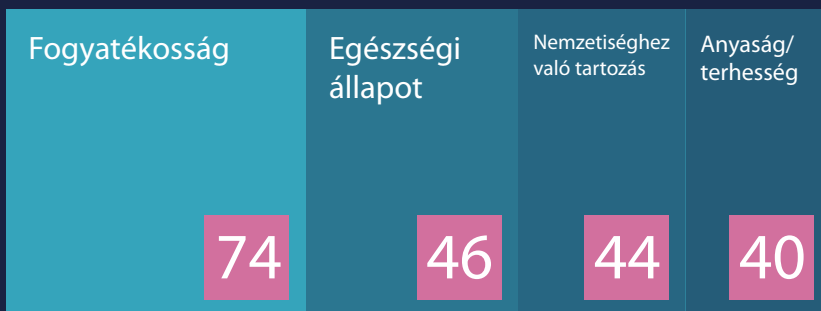 Fogyatékosság
74
Egészségi
állapot
46
Nemzetiséghez
való tartozás
44
Anyaság/
terhesség
40